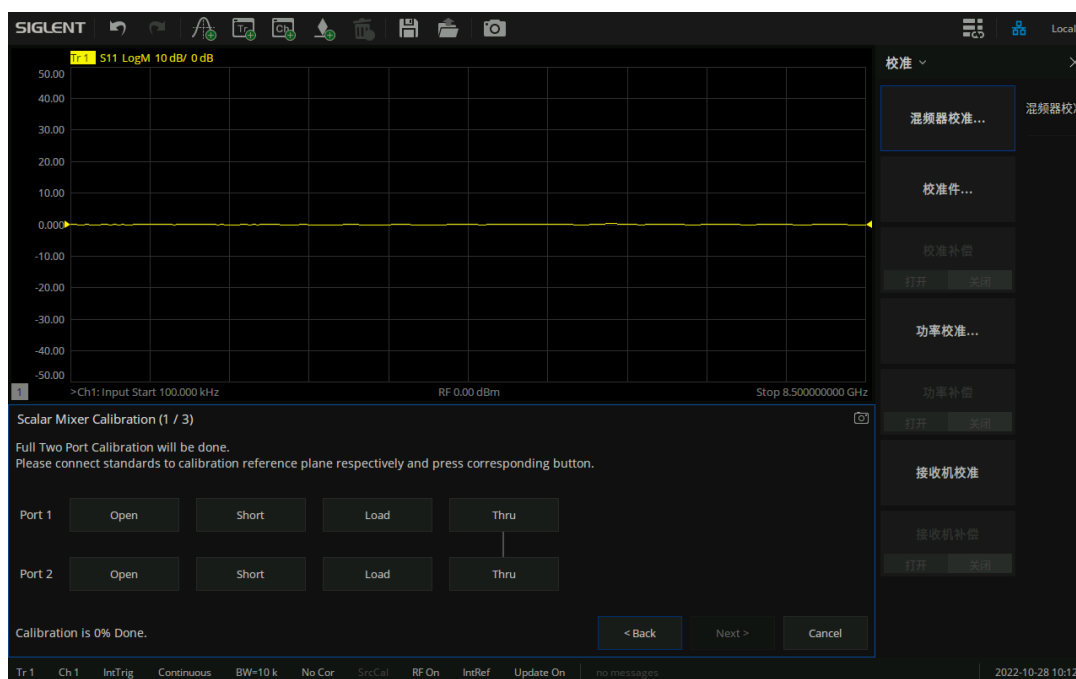 SIGLENT Tr Ch Local
Tr 1 S11 LogM 10 dB/ 0 dB
50.00
40.00
30.00
20.00
10.00
0.000
-10.00
-20.00
-30.00
-40.00
-50.00
1 >Ch1: Input Start 100.000 kHz RF 0.00 dBm Stop 8.500000000 GHz
校准
混频器校准...
混频器校准
校准件...
校准补偿
打开 关闭
功率校准...
功率补偿
打开 关闭
接收机校准
接收机补偿
打开 关闭
Scalar Mixer Calibration (1 / 3)
Full Two Port Calibration will be done.
Please connect standards to calibration reference plane respectively and press corresponding button.
Port 1 Open Short Load Thru
Port 2 Open Short Load Thru
Calibration is 0% Done. < Back Next > Cancel
Tr 1 Ch 1 IntTrig Continuous BW=10 k No Cor SrcCal RF On IntRef Update On no messages 2022-10-28 10:12